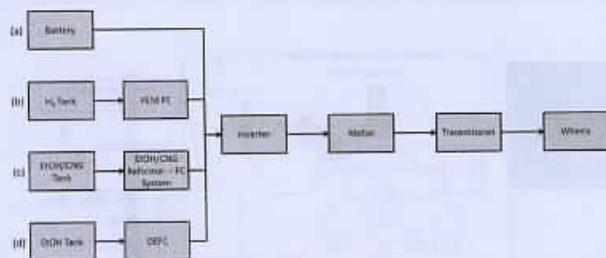 (a) Battery
(b) H₂ Tank PEM FC
Inverter Motor Transmission Wheels
(c) EtOH/CNG
Tank
EtOH/CNG
Reformer - FC
System
(d) EtOH Tank DEFC